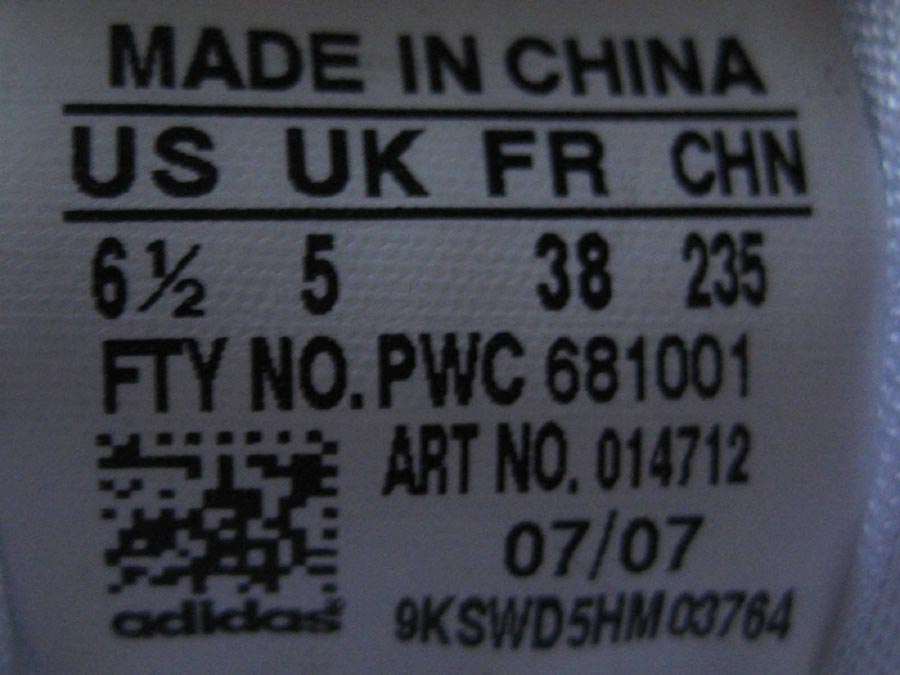 MADE IN CHINA
US UK FR CHN
6½ 5 38 235
FTY NO. PWC 681001
ART NO. 014712
07/07
adidas 9KSWD5HM03764